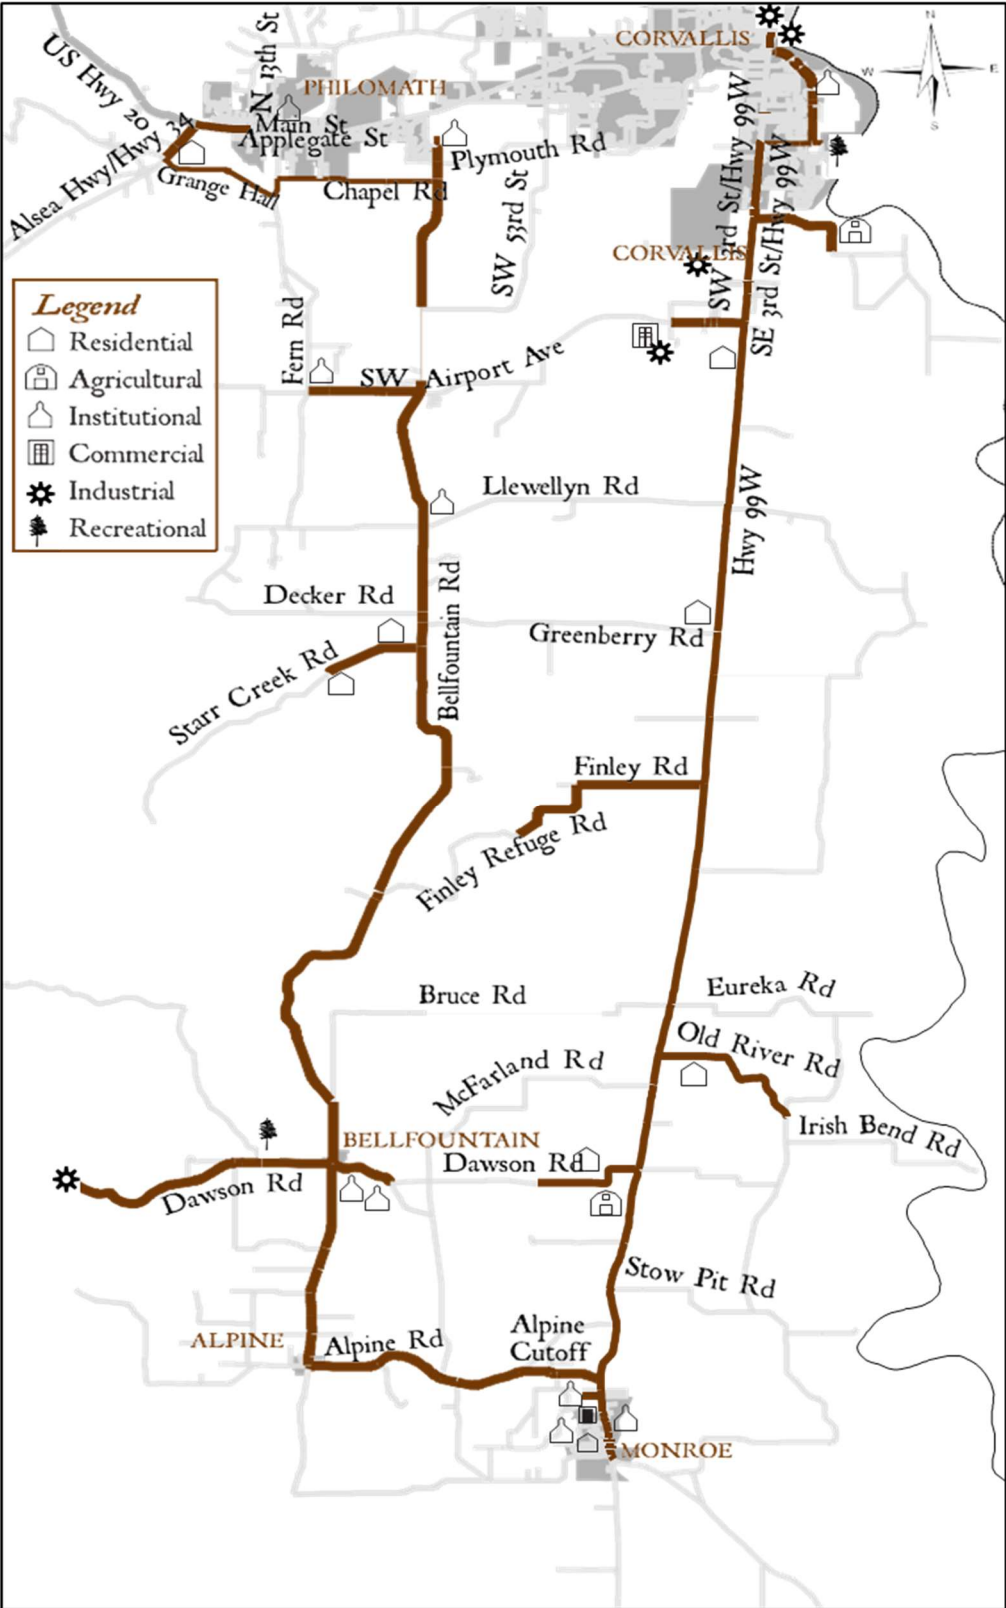 CORVALLIS
N
W
E
S
US Hwy 20
N 13th St
PHILOMATH
Main St
Applegate St
Alsea Hwy/Hwy 34
Grange Hall
Chapel Rd
Plymouth Rd
SW 53rd St
SW 3rd St/Hwy 99W
SE 3rd St/Hwy 99W
CORVALLIS
Legend
Residential
Agricultural
Institutional
Commercial
Industrial
Recreational
Fern Rd
SW Airport Ave
Llewellyn Rd
Hwy 99W
Decker Rd
Bellfountain Rd
Greenberry Rd
Starr Creek Rd
Finley Rd
Finley Refuge Rd
Bruce Rd
Eureka Rd
Old River Rd
McFarland Rd
Irish Bend Rd
BELLFOUNTAIN
Dawson Rd
Dawson Rd
Stow Pit Rd
ALPINE
Alpine Rd
Alpine
Cutoff
MONROE